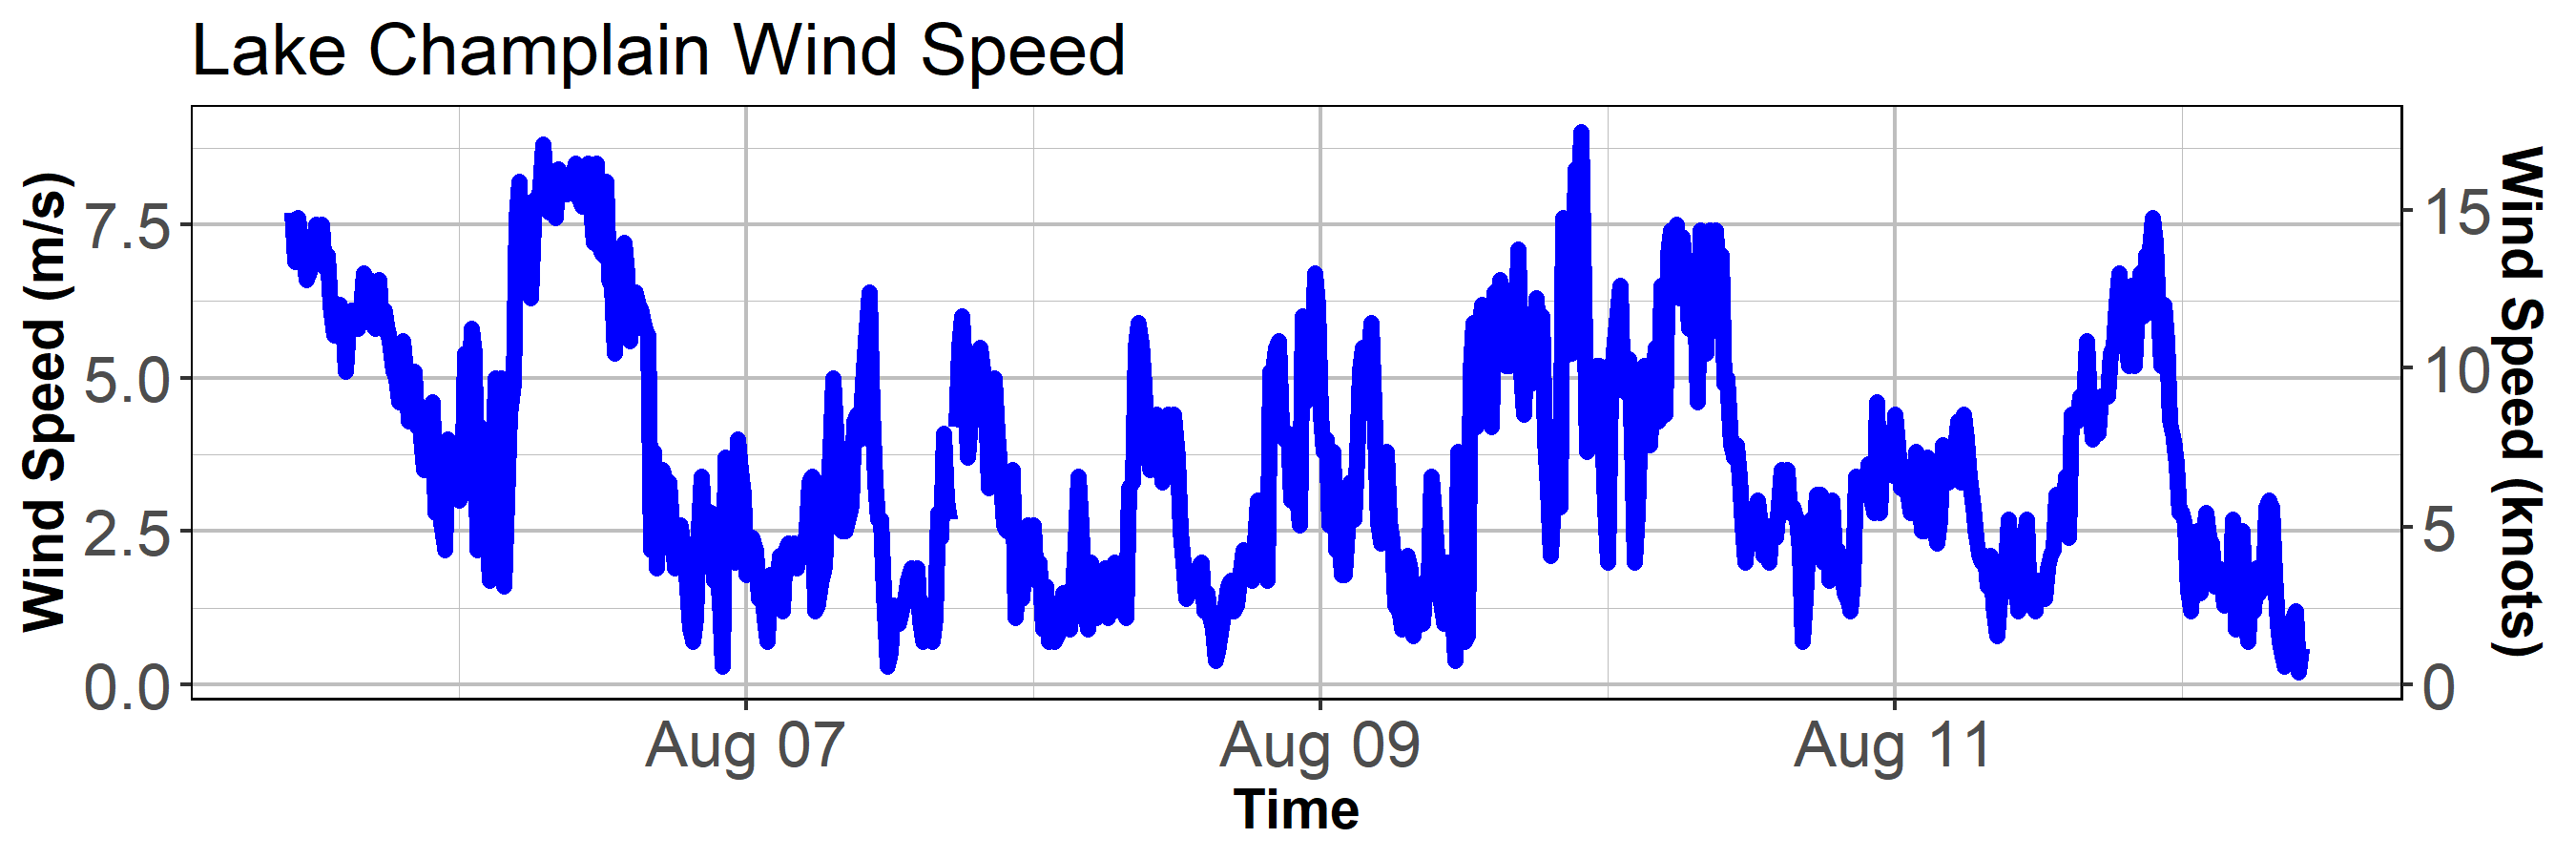 Lake Champlain Wind Speed
Wind Speed (m/s)
7.5
5.0
2.5
0.0
15
10
5
0
Wind Speed (knots)
Aug 07
Aug 09
Aug 11
Time